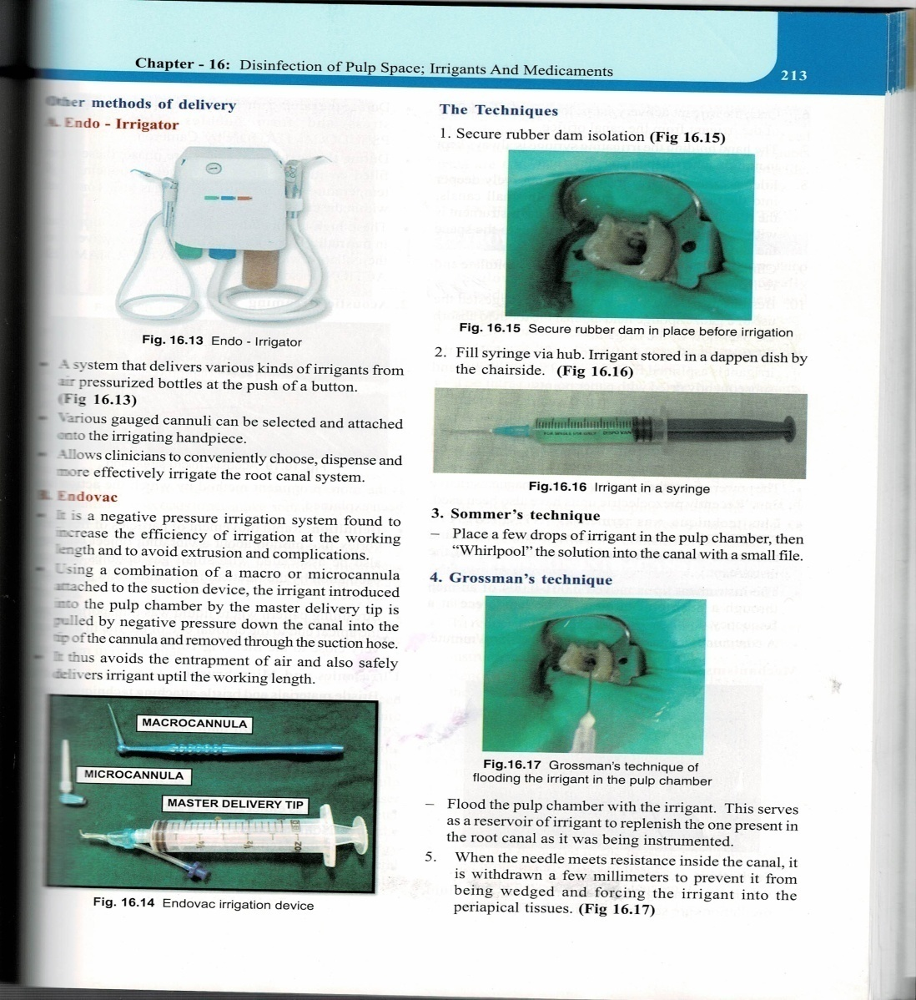 Chapter - 16: Disinfection of Pulp Space; Irrigants And Medicaments
213
Other methods of delivery
A. Endo - Irrigator
Fig. 16.13 Endo - Irrigator
– A system that delivers various kinds of irrigants from
air pressurized bottles at the push of a button.
(Fig 16.13)
– Various gauged cannuli can be selected and attached
onto the irrigating handpiece.
– Allows clinicians to conveniently choose, dispense and
more effectively irrigate the root canal system.
B. Endovac
– It is a negative pressure irrigation system found to
increase the efficiency of irrigation at the working
length and to avoid extrusion and complications.
– Using a combination of a macro or microcannula
attached to the suction device, the irrigant introduced
into the pulp chamber by the master delivery tip is
pulled by negative pressure down the canal into the
tip of the cannula and removed through the suction hose.
– It thus avoids the entrapment of air and also safely
delivers irrigant uptil the working length.
MACROCANNULA
MICROCANNULA
MASTER DELIVERY TIP
Fig. 16.14 Endovac irrigation device
The Techniques
1. Secure rubber dam isolation (Fig 16.15)
Fig. 16.15 Secure rubber dam in place before irrigation
2. Fill syringe via hub. Irrigant stored in a dappen dish by
the chairside. (Fig 16.16)
FOR SINGLE USE ONLY DISPO VAN
Fig.16.16 Irrigant in a syringe
3. Sommer's technique
– Place a few drops of irrigant in the pulp chamber, then
“Whirlpool” the solution into the canal with a small file.
4. Grossman's technique
Fig.16.17 Grossman's technique of
flooding the irrigant in the pulp chamber
– Flood the pulp chamber with the irrigant. This serves
as a reservoir of irrigant to replenish the one present in
the root canal as it was being instrumented.
5. When the needle meets resistance inside the canal, it
is withdrawn a few millimeters to prevent it from
being wedged and forcing the irrigant into the
periapical tissues. (Fig 16.17)